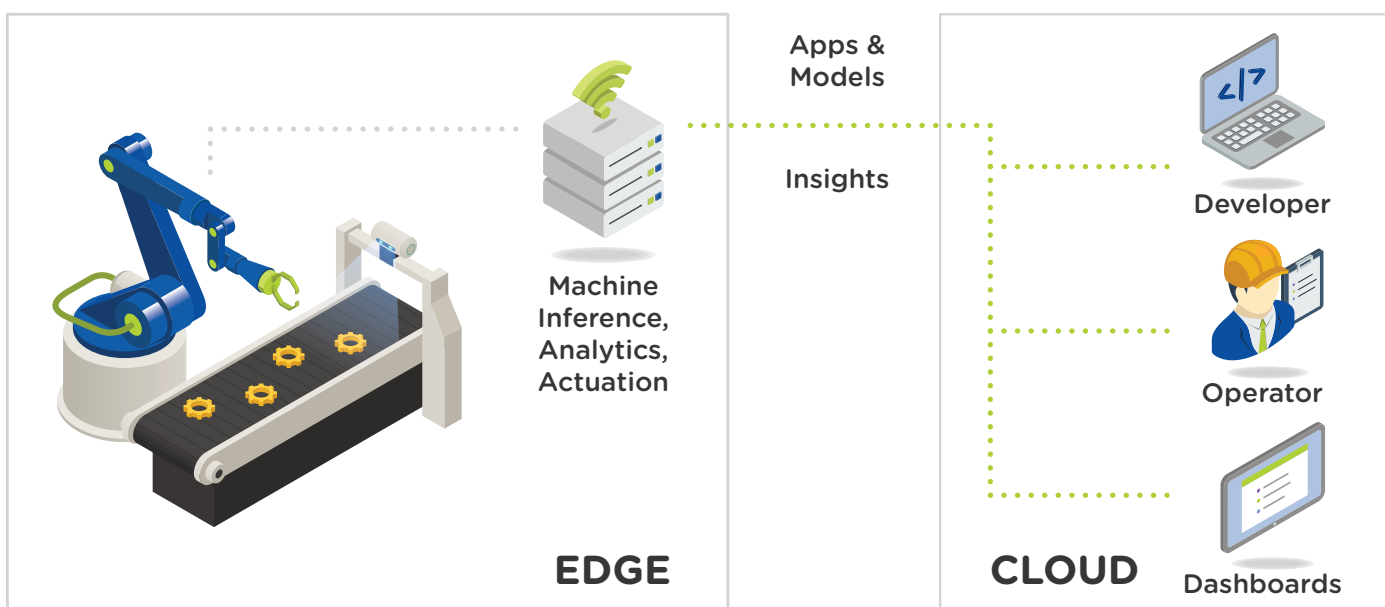 Apps &
Models
</>
Insights
Developer
Machine
Inference,
Analytics,
Actuation
Operator
EDGE
CLOUD
Dashboards